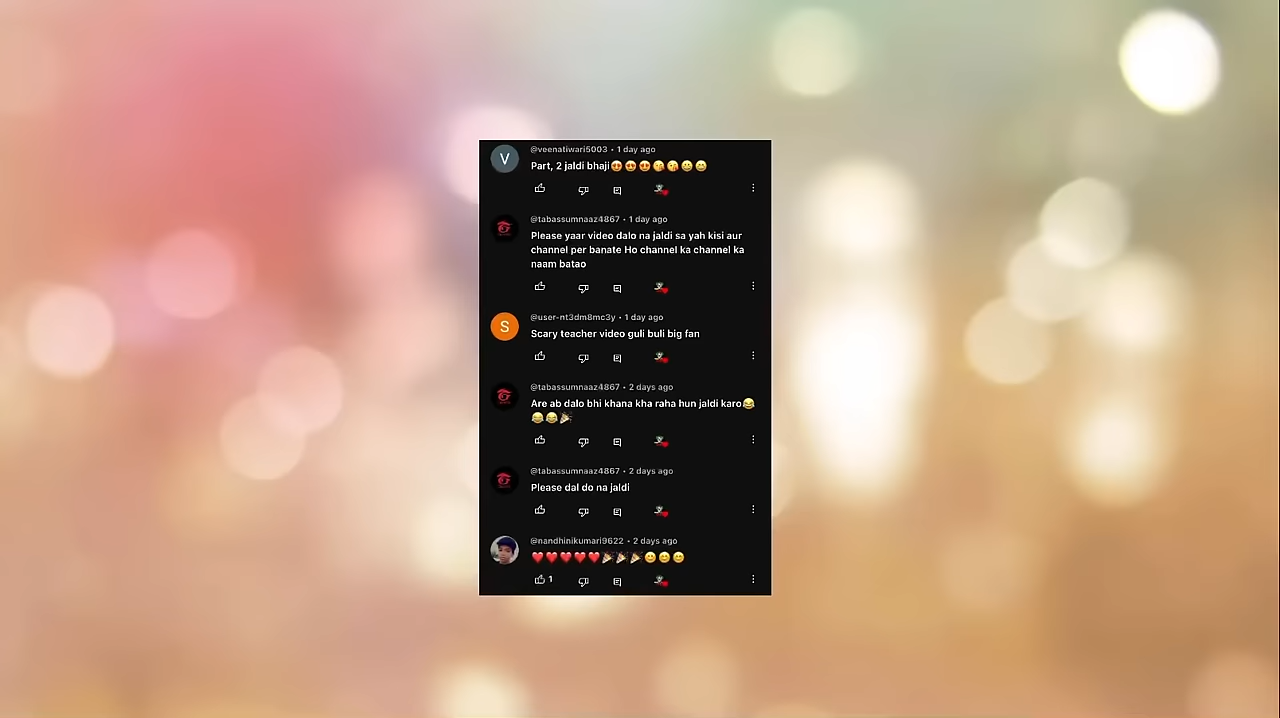 @veenatiwari5003 • 1 day ago
Part, 2 jaldi bhaji😍😍😍😘😘😀😀
@tabassumnaaz4867 • 1 day ago
Please yaar video dalo na jaldi sa yah kisi aur
channel per banate Ho channel ka channel ka
naam batao
@user-nt3dm8mc3y • 1 day ago
Scary teacher video guli buli big fan
@tabassumnaaz4867 • 2 days ago
Are ab dalo bhi khana kha raha hun jaldi karo😂
😂😂🎉
@tabassumnaaz4867 • 2 days ago
Please dal do na jaldi
@nandhinikumari9622 • 2 days ago
❤️❤️❤️❤️❤️🎉🎉🎉😊😊😊
1
V
S